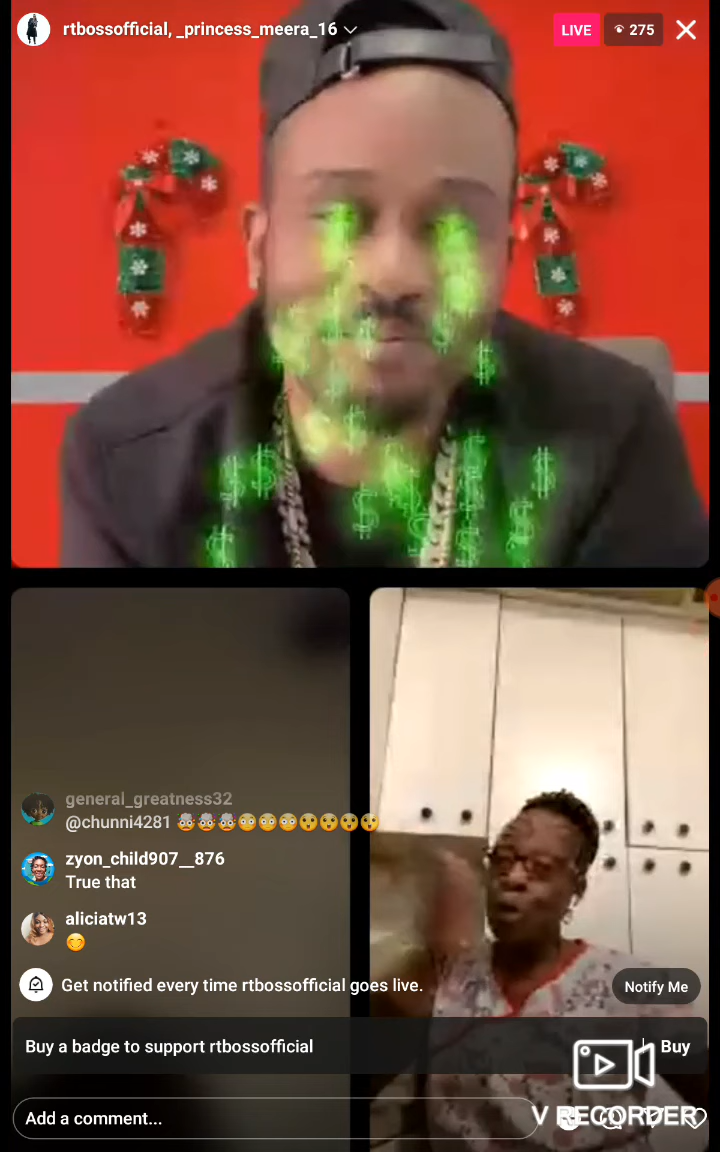 rtbossofficial, _princess_meera_16
LIVE
275
general_greatness32
@chunni4281 🤯🤯🤯😳😳😳😲😲😲😲
zyon_child907__876
True that
aliciatw13
😊
Get notified every time rtbossofficial goes live.
Notify Me
Buy a badge to support rtbossofficial
Buy
Add a comment...
V RECORDER